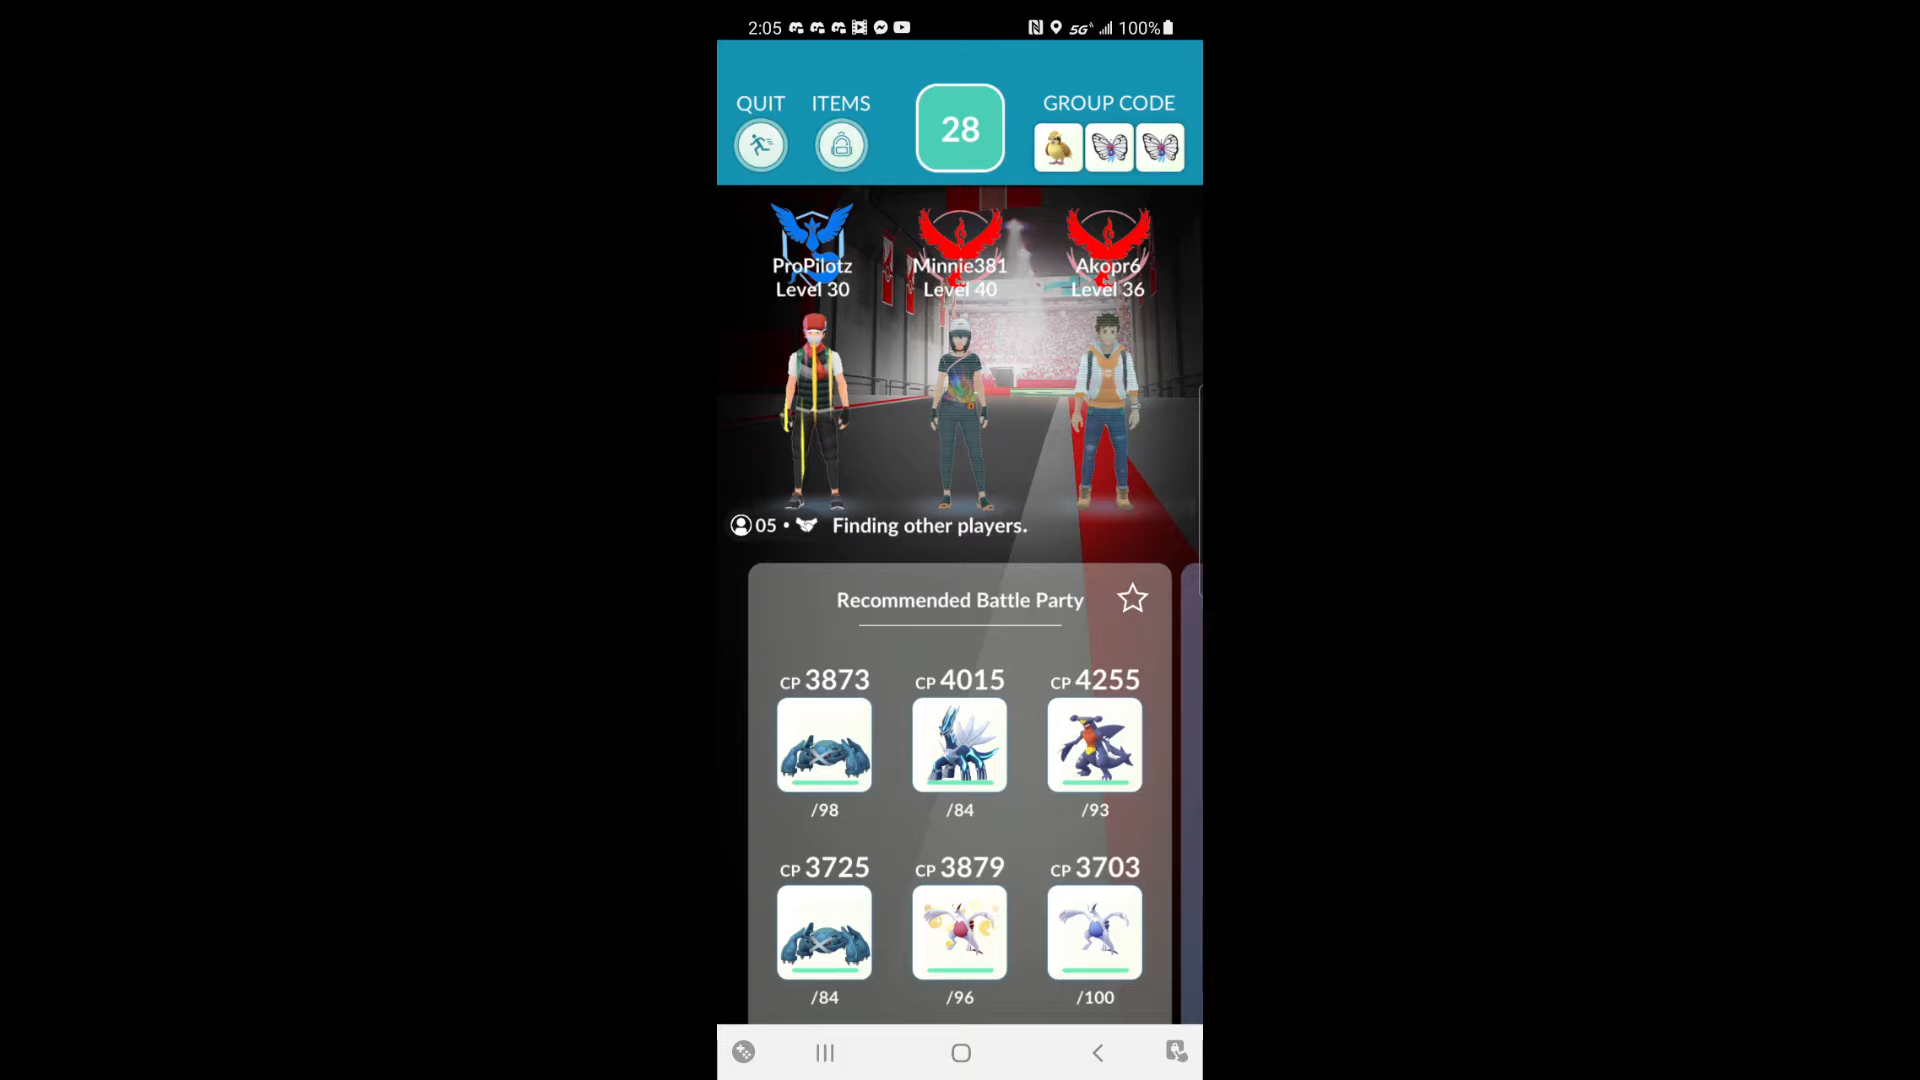 2:05 5G 100%
QUIT ITEMS 28 GROUP CODE
ProPilotz Minnie381 Akopr6
Level 30 Level 40 Level 36
05 • Finding other players.
Recommended Battle Party
CP 3873 CP 4015 CP 4255
/98 /84 /93
CP 3725 CP 3879 CP 3703
/84 /96 /100